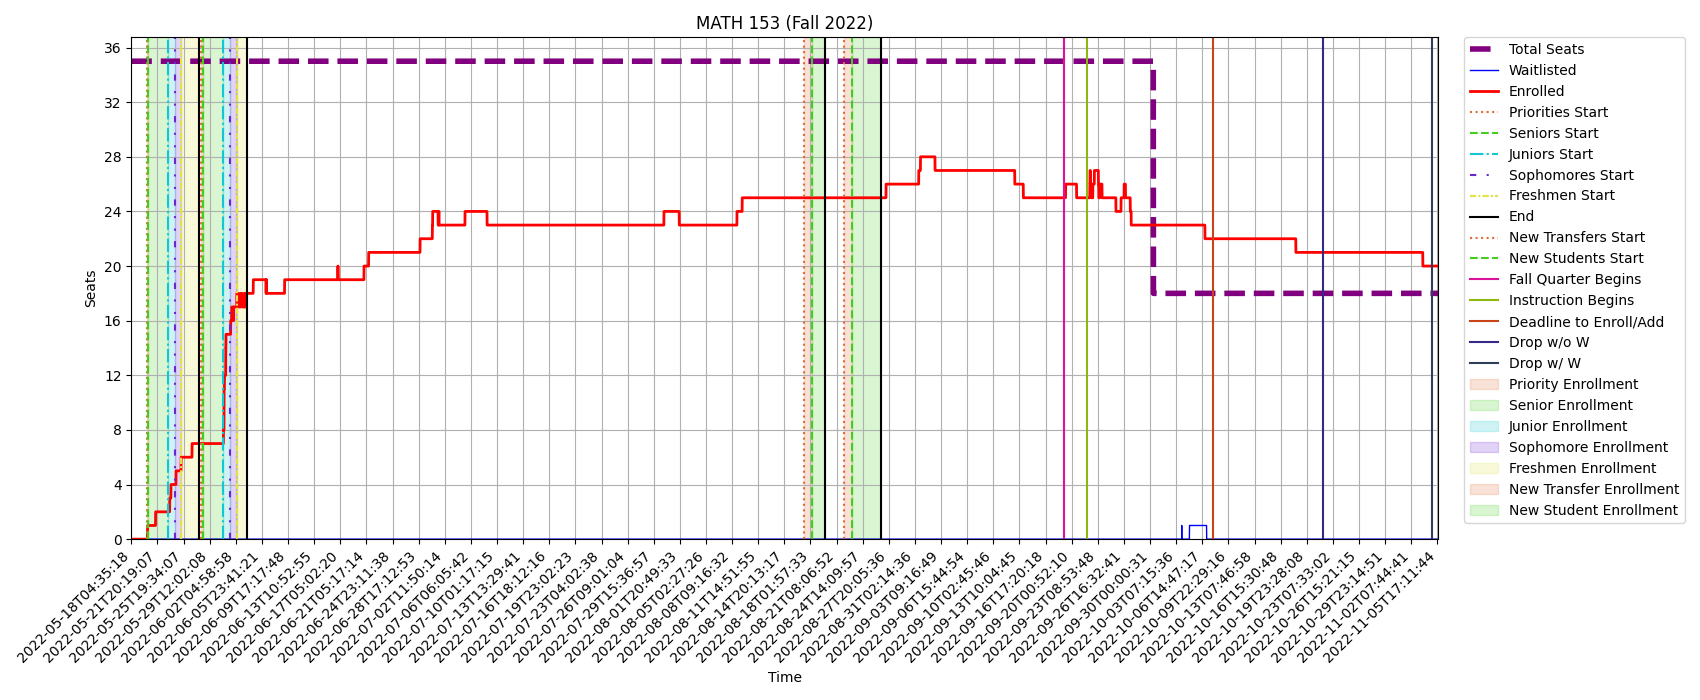 MATH 153 (Fall 2022)
36
32
28
24
20
16
12
8
4
0
Seats
2022-05-18T04:35:18
2022-05-21T20:19:07
2022-05-25T19:34:07
2022-05-29T12:02:08
2022-06-02T04:58:58
2022-06-05T23:41:21
2022-06-09T17:17:48
2022-06-13T10:52:55
2022-06-17T05:02:20
2022-06-21T05:17:14
2022-06-24T23:11:38
2022-06-28T17:12:53
2022-07-02T11:50:14
2022-07-06T06:05:42
2022-07-10T01:17:15
2022-07-13T13:29:41
2022-07-16T18:12:16
2022-07-19T23:02:23
2022-07-23T04:02:38
2022-07-26T09:01:04
2022-07-29T15:36:57
2022-08-01T20:49:33
2022-08-05T02:27:26
2022-08-08T09:16:32
2022-08-11T14:51:55
2022-08-14T20:13:17
2022-08-18T01:57:33
2022-08-21T08:06:52
2022-08-24T14:09:57
2022-08-27T20:05:36
2022-08-31T02:14:36
2022-09-03T09:16:49
2022-09-06T15:44:54
2022-09-10T02:45:46
2022-09-13T11:04:45
2022-09-16T17:20:18
2022-09-20T00:52:10
2022-09-23T08:53:48
2022-09-26T16:32:41
2022-09-30T00:00:31
2022-10-03T07:15:36
2022-10-06T14:47:17
2022-10-09T22:29:16
2022-10-13T07:46:58
2022-10-16T15:30:48
2022-10-19T23:28:08
2022-10-23T07:33:02
2022-10-26T15:21:15
2022-10-29T23:14:51
2022-11-02T07:44:41
2022-11-05T17:11:44
Time
Total Seats
Waitlisted
Enrolled
Priorities Start
Seniors Start
Juniors Start
Sophomores Start
Freshmen Start
End
New Transfers Start
New Students Start
Fall Quarter Begins
Instruction Begins
Deadline to Enroll/Add
Drop w/o W
Drop w/ W
Priority Enrollment
Senior Enrollment
Junior Enrollment
Sophomore Enrollment
Freshmen Enrollment
New Transfer Enrollment
New Student Enrollment